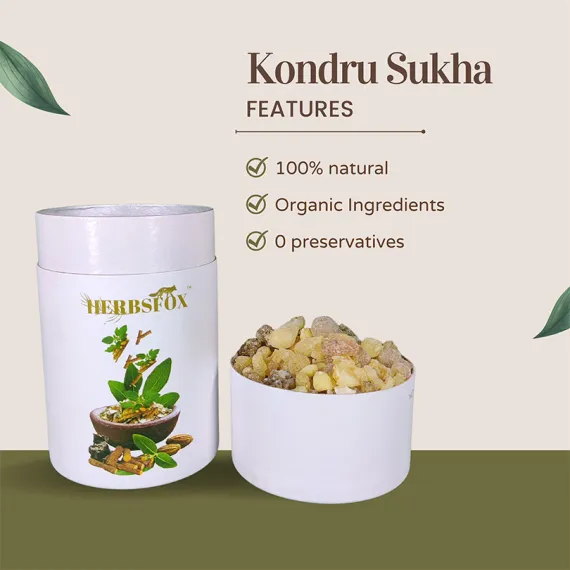 Kondru Sukha
FEATURES
100% natural
Organic Ingredients
0 preservatives
HERBSFOX